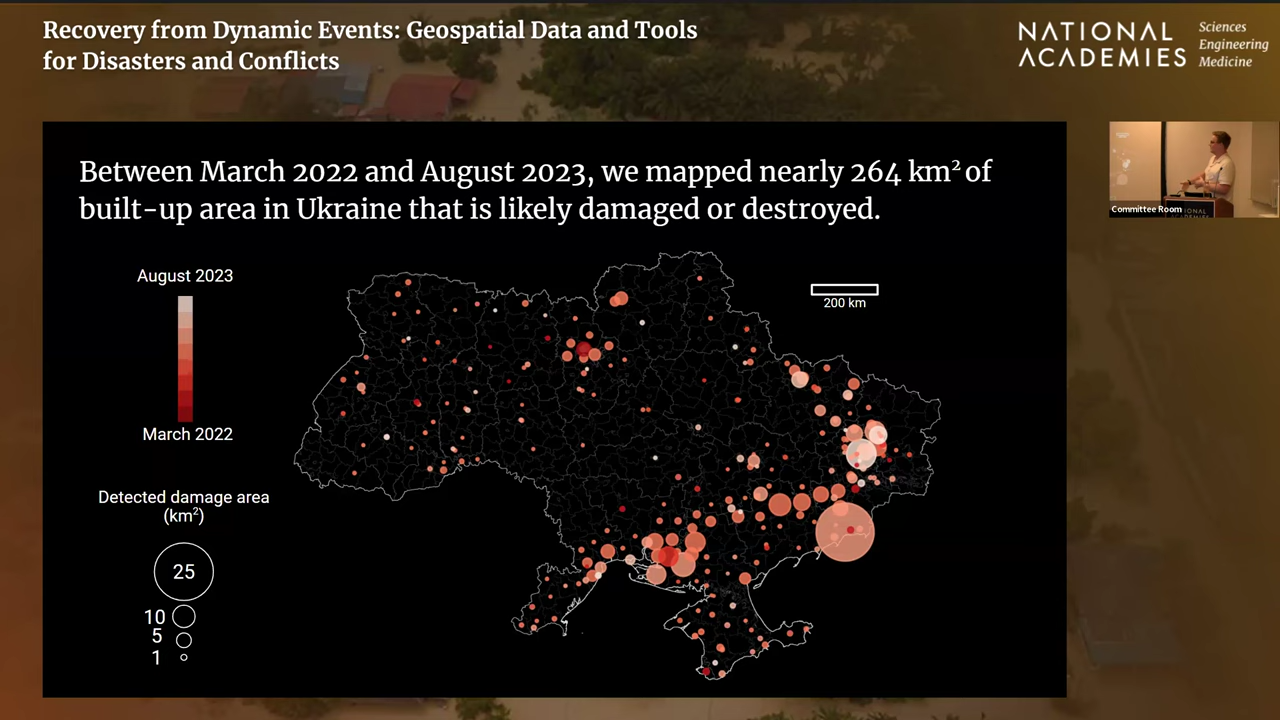 Recovery from Dynamic Events: Geospatial Data and Tools
for Disasters and Conflicts
NATIONAL
ACADEMIES
Sciences
Engineering
Medicine
Between March 2022 and August 2023, we mapped nearly 264 km² of
built-up area in Ukraine that is likely damaged or destroyed.
August 2023
March 2022
200 km
Detected damage area
(km²)
25
10
5
1
Committee Room
NATIONAL
ACADEMIES